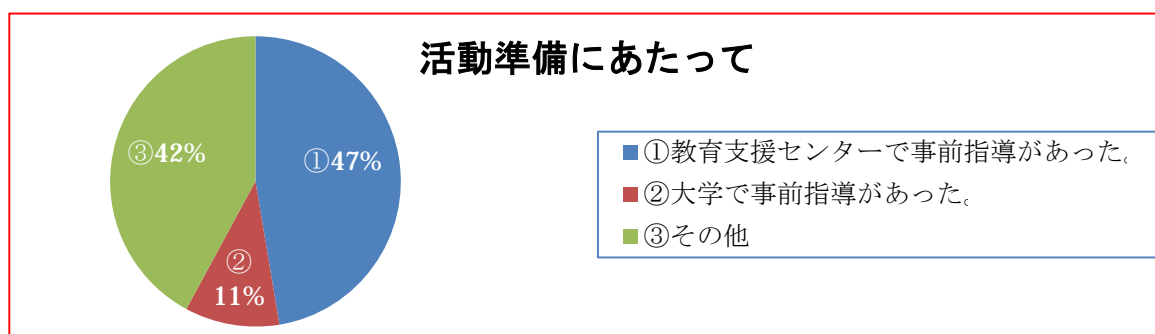 活動準備にあたって
③42%
①47%
②
11%
①教育支援センターで事前指導があった。
②大学で事前指導があった。
③その他